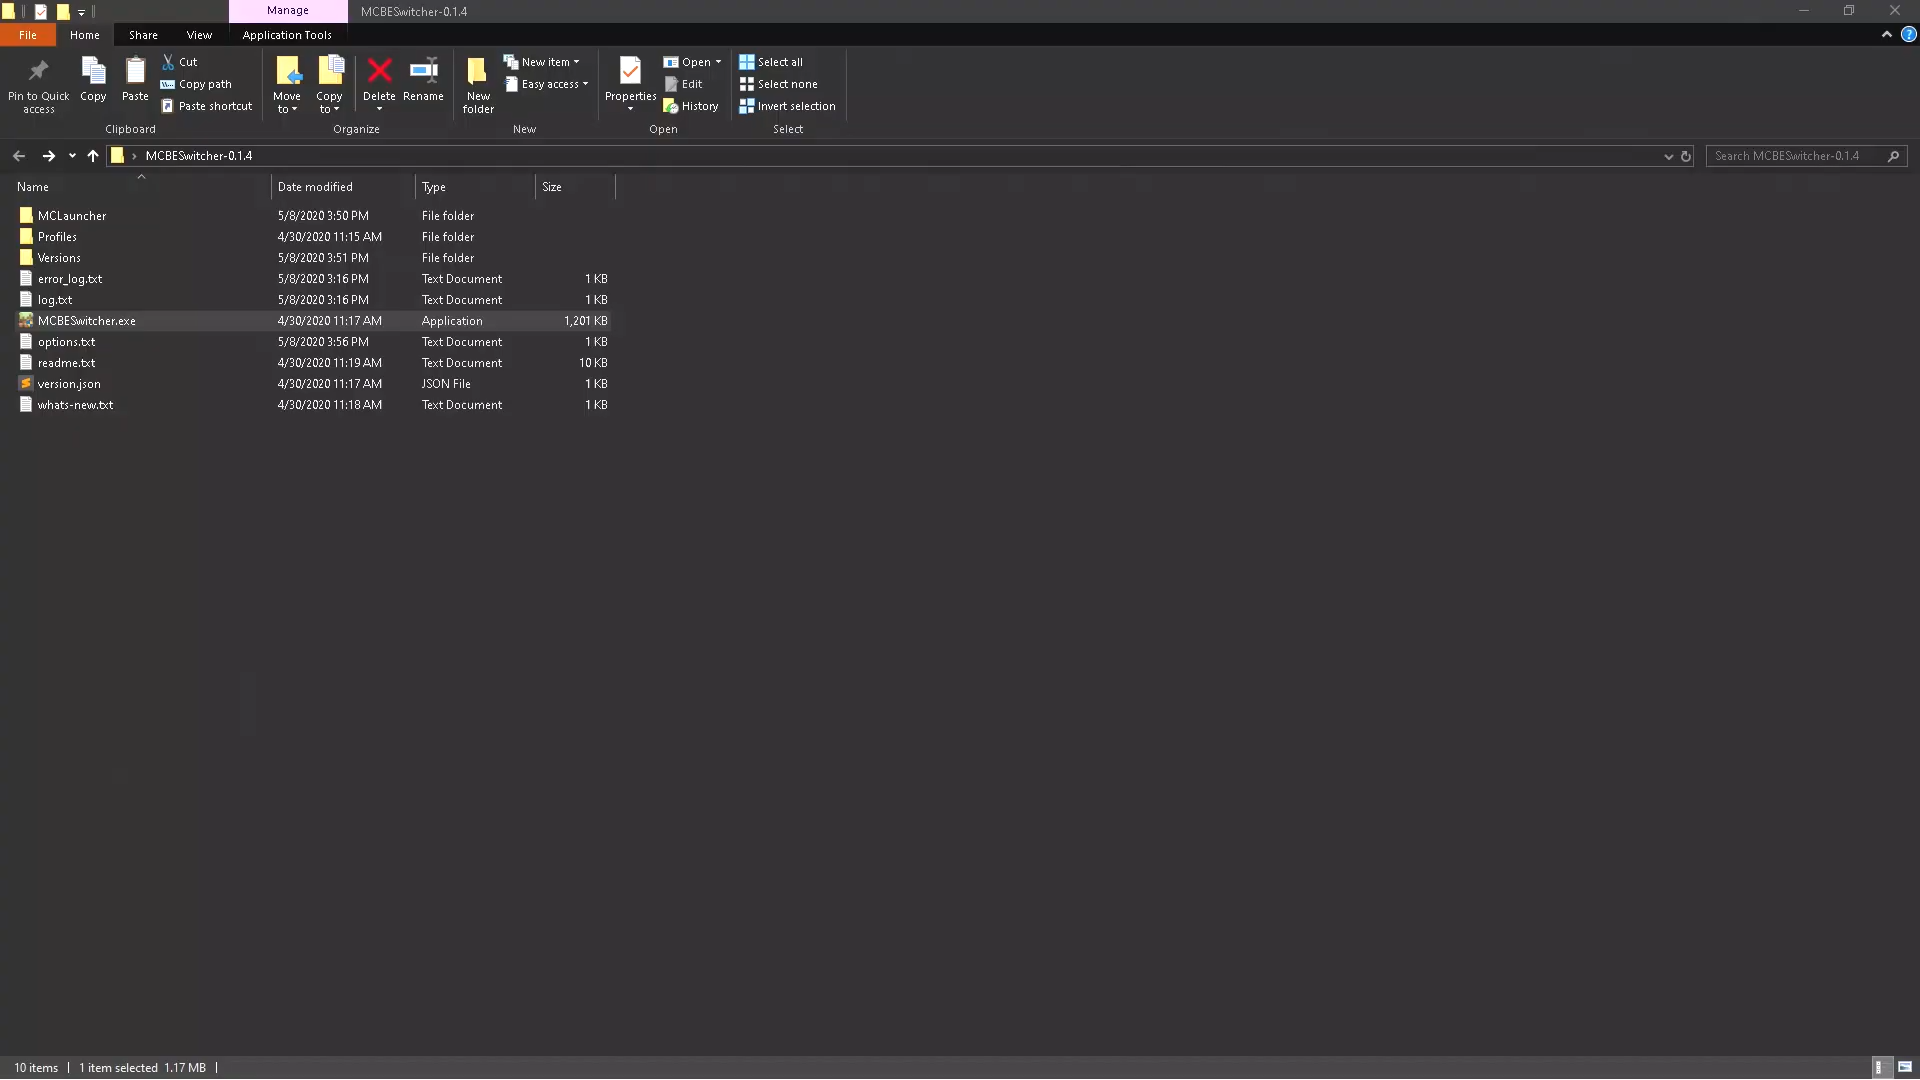 Manage
MCBESwitcher-0.1.4
File
Home
Share
View
Application Tools
Pin to Quick access
Copy
Paste
Cut
Copy path
Paste shortcut
Clipboard
Move to
Copy to
Delete
Rename
Organize
New folder
New item
Easy access
New
Properties
Open
Edit
History
Open
Select all
Select none
Invert selection
Select
MCBESwitcher-0.1.4
Search MCBESwitcher-0.1.4
Name Date modified Type Size
MCLauncher 5/8/2020 3:50 PM File folder
Profiles 4/30/2020 11:15 AM File folder
Versions 5/8/2020 3:51 PM File folder
error_log.txt 5/8/2020 3:16 PM Text Document 1 KB
log.txt 5/8/2020 3:16 PM Text Document 1 KB
MCBESwitcher.exe 4/30/2020 11:17 AM Application 1,201 KB
options.txt 5/8/2020 3:56 PM Text Document 1 KB
readme.txt 4/30/2020 11:19 AM Text Document 10 KB
version.json 4/30/2020 11:17 AM JSON File 1 KB
whats-new.txt 4/30/2020 11:18 AM Text Document 1 KB
10 items
1 item selected 1.17 MB